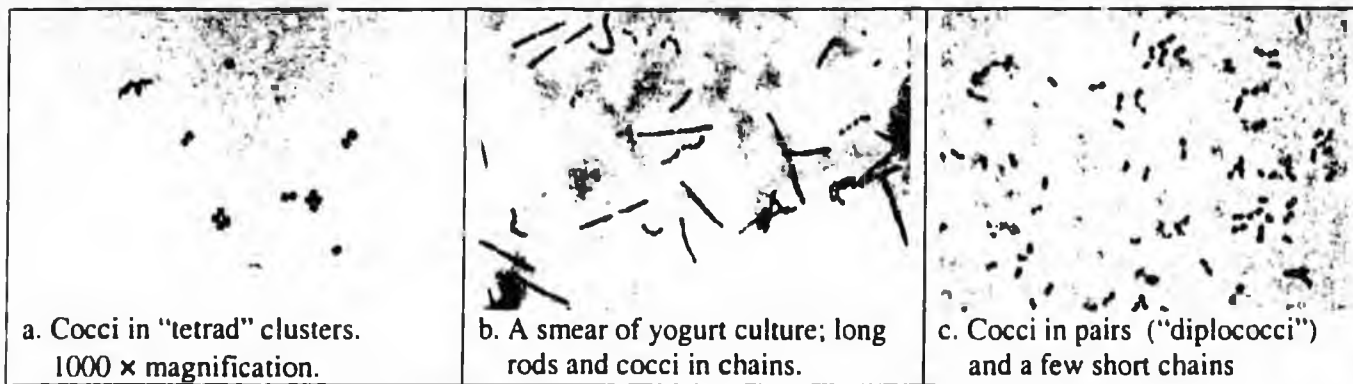 a. Cocci in “tetrad” clusters.
1000 × magnification.
b. A smear of yogurt culture; long
rods and cocci in chains.
c. Cocci in pairs (“diplococci”)
and a few short chains